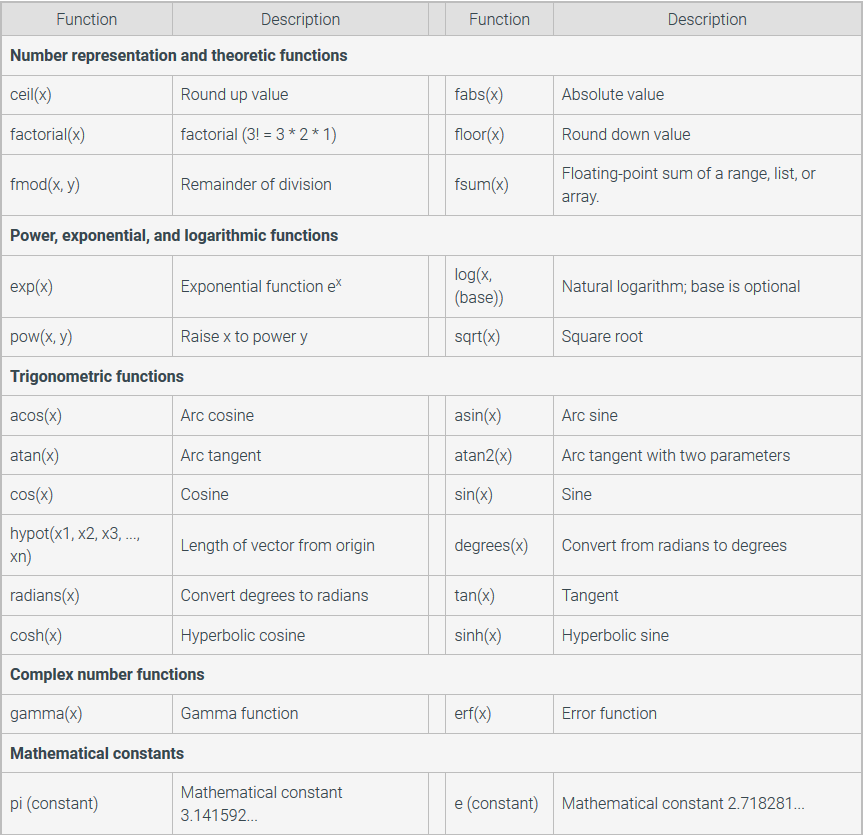 Function Description Function Description
Number representation and theoretic functions
ceil(x) Round up value fabs(x) Absolute value
factorial(x) factorial (3! = 3 * 2 * 1) floor(x) Round down value
fmod(x, y) Remainder of division fsum(x) Floating-point sum of a range, list, or
array.
Power, exponential, and logarithmic functions
exp(x) Exponential function eˣ log(x,
(base)) Natural logarithm; base is optional
pow(x, y) Raise x to power y sqrt(x) Square root
Trigonometric functions
acos(x) Arc cosine asin(x) Arc sine
atan(x) Arc tangent atan2(x) Arc tangent with two parameters
cos(x) Cosine sin(x) Sine
hypot(x1, x2, x3, ...,
xn) Length of vector from origin degrees(x) Convert from radians to degrees
radians(x) Convert degrees to radians tan(x) Tangent
cosh(x) Hyperbolic cosine sinh(x) Hyperbolic sine
Complex number functions
gamma(x) Gamma function erf(x) Error function
Mathematical constants
pi (constant) Mathematical constant
3.141592... e (constant) Mathematical constant 2.718281...